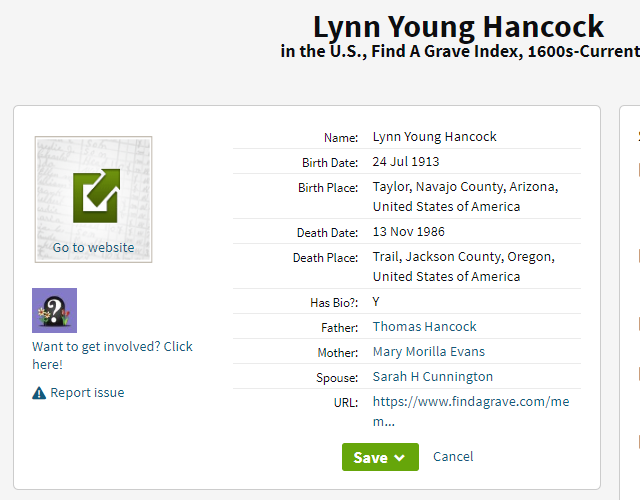 Lynn Young Hancock
in the U.S., Find A Grave Index, 1600s-Current
Go to website
Want to get involved? Click
here!
Report issue
Name: Lynn Young Hancock
Birth Date: 24 Jul 1913
Birth Place: Taylor, Navajo County, Arizona,
United States of America
Death Date: 13 Nov 1986
Death Place: Trail, Jackson County, Oregon,
United States of America
Has Bio?: Y
Father: Thomas Hancock
Mother: Mary Morilla Evans
Spouse: Sarah H Cunnington
URL: https://www.findagrave.com/me
m...
Save Cancel